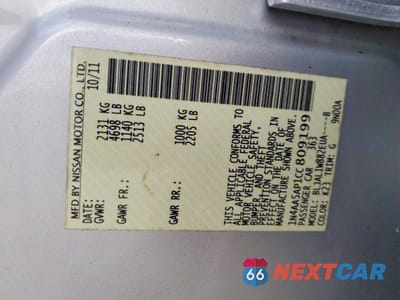 MFD BY NISSAN MOTOR CO., LTD.
DATE: 10/11
GVWR: 2131 KG
4698 LB
GAWR FR: 1140 KG
2513 LB
GAWR RR: 1000 KG
2205 LB
THIS VEHICLE CONFORMS TO
ALL APPLICABLE FEDERAL
MOTOR VEHICLE SAFETY,
BUMPER, AND THEFT
PREVENTION STANDARDS IN
EFFECT ON THE DATE OF
MANUFACTURE SHOWN ABOVE.
1N4AA5AP1CC809199
PASSENGER CAR 363
COLOR: K23 TRIM: G 9N0DA
66 NEXTCAR